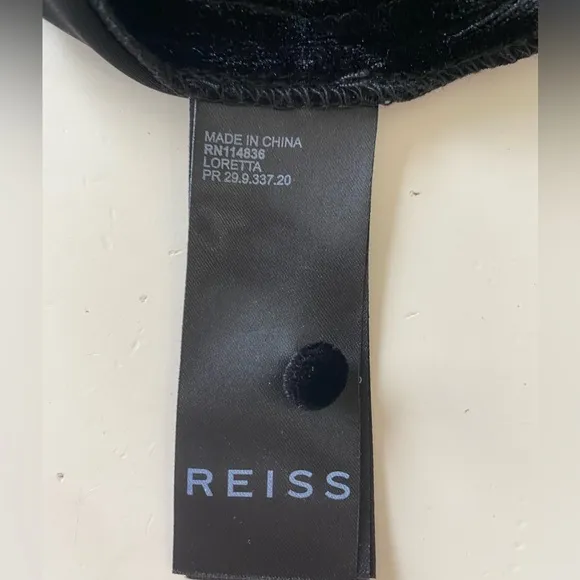 MADE IN CHINA
RN114836
LORETTA
PR 29.9.337.20
REISS